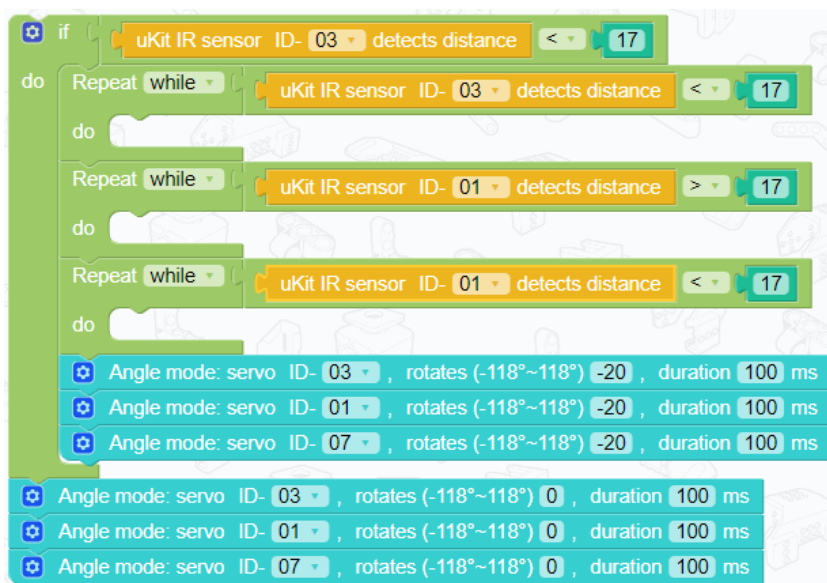 if uKit IR sensor ID- 03 detects distance < 17
do Repeat while uKit IR sensor ID- 03 detects distance < 17
do
Repeat while uKit IR sensor ID- 01 detects distance > 17
do
Repeat while uKit IR sensor ID- 01 detects distance < 17
do
Angle mode: servo ID- 03 , rotates (-118°~118°) -20 , duration 100 ms
Angle mode: servo ID- 01 , rotates (-118°~118°) -20 , duration 100 ms
Angle mode: servo ID- 07 , rotates (-118°~118°) -20 , duration 100 ms
Angle mode: servo ID- 03 , rotates (-118°~118°) 0 , duration 100 ms
Angle mode: servo ID- 01 , rotates (-118°~118°) 0 , duration 100 ms
Angle mode: servo ID- 07 , rotates (-118°~118°) 0 , duration 100 ms